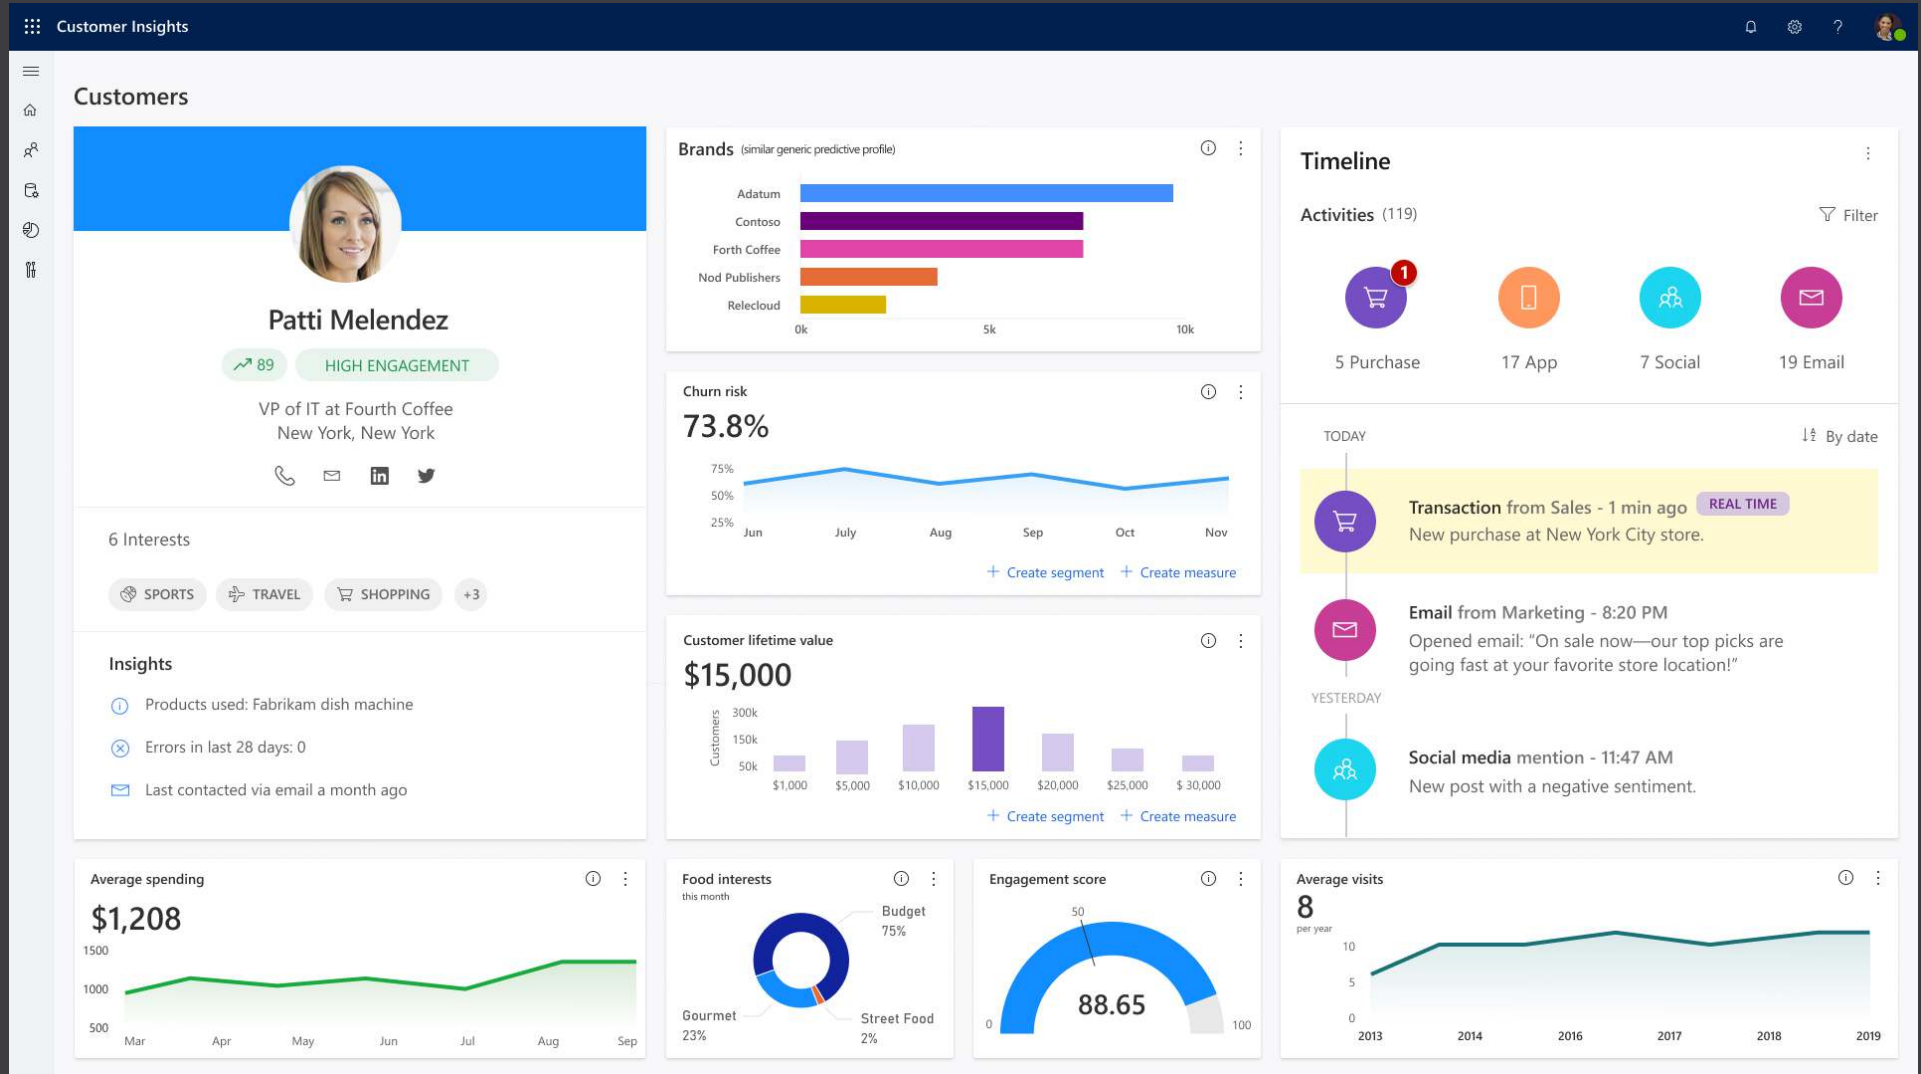 Customer Insights
Customers
Patti Melendez
89
HIGH ENGAGEMENT
VP of IT at Fourth Coffee
New York, New York
6 Interests
SPORTS
TRAVEL
SHOPPING
+3
Insights
Products used: Fabrikam dish machine
Errors in last 28 days: 0
Last contacted via email a month ago
Brands (similar generic predictive profile)
Adatum
Contoso
Forth Coffee
Nod Publishers
Relecloud
0k 5k 10k
Churn risk
73.8%
75%
50%
25%
Jun July Aug Sep Oct Nov
+ Create segment + Create measure
Customer lifetime value
$15,000
Customers
300k
150k
50k
$1,000 $5,000 $10,000 $15,000 $20,000 $25,000 $ 30,000
+ Create segment + Create measure
Timeline
Activities (119)
Filter
1
5 Purchase
17 App
7 Social
19 Email
TODAY
By date
Transaction from Sales - 1 min ago REAL TIME
New purchase at New York City store.
Email from Marketing - 8:20 PM
Opened email: “On sale now—our top picks are
going fast at your favorite store location!”
YESTERDAY
Social media mention - 11:47 AM
New post with a negative sentiment.
Average spending
$1,208
1500
1000
500
Mar Apr May Jun Jul Aug Sep
Food interests
this month
Budget
75%
Gourmet
23%
Street Food
2%
Engagement score
50
88.65
0
100
Average visits
8
per year
10
5
0
2013 2014 2016 2017 2018 2019